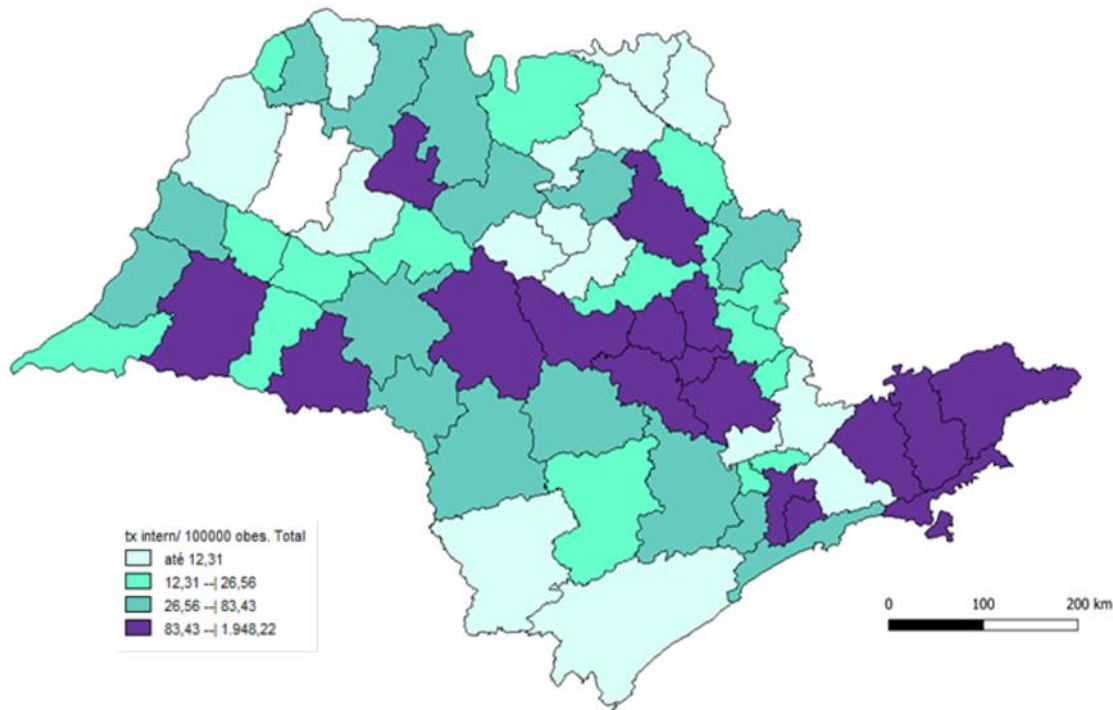 tx intern/ 100000 obes. Total
até 12,31
12,31 --| 26,56
26,56 --| 83,43
83,43 --| 1.948,22
0 100 200 km